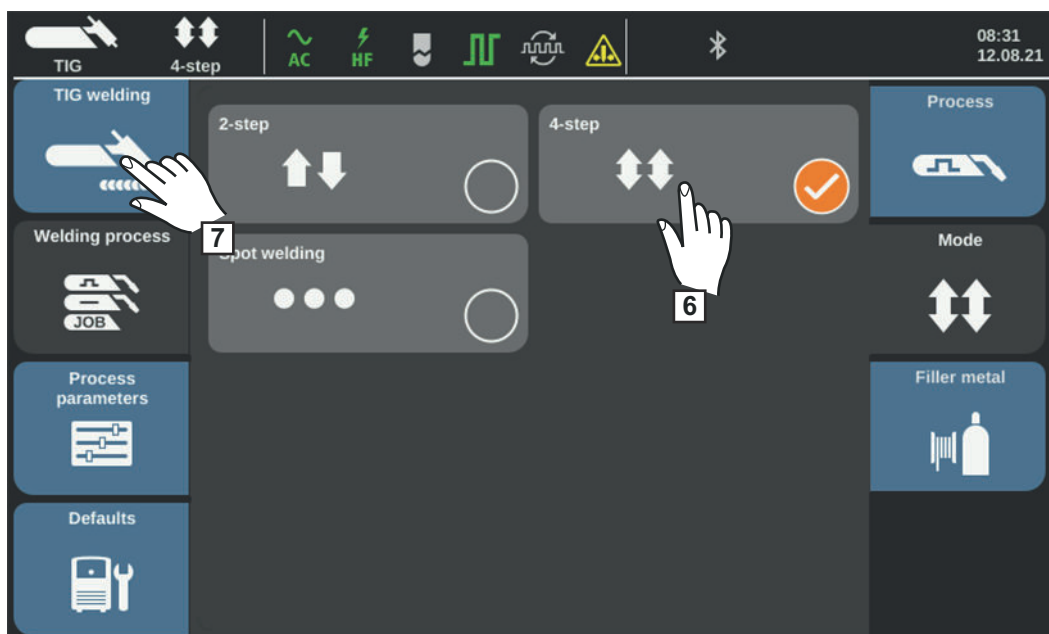 TIG
4-step
AC
HF
08:31
12.08.21
TIG welding
2-step
4-step
Process
7
6
Welding process
JOB
pot welding
Mode
Process
parameters
Filler metal
Defaults